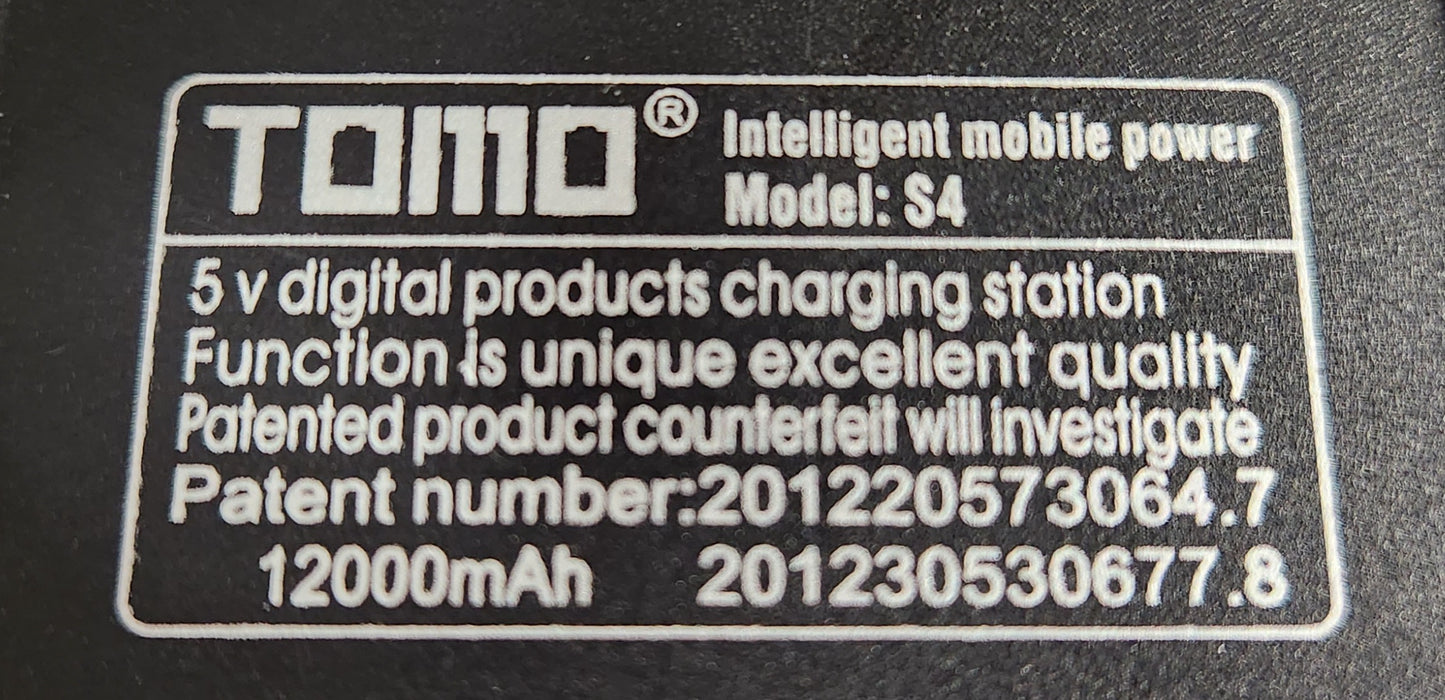 TOMO® Intelligent mobile power
Model: S4
5 v digital products charging station
Function is unique excellent quality
Patented product counterfeit will investigate
Patent number:201220573064.7
12000mAh 201230530677.8